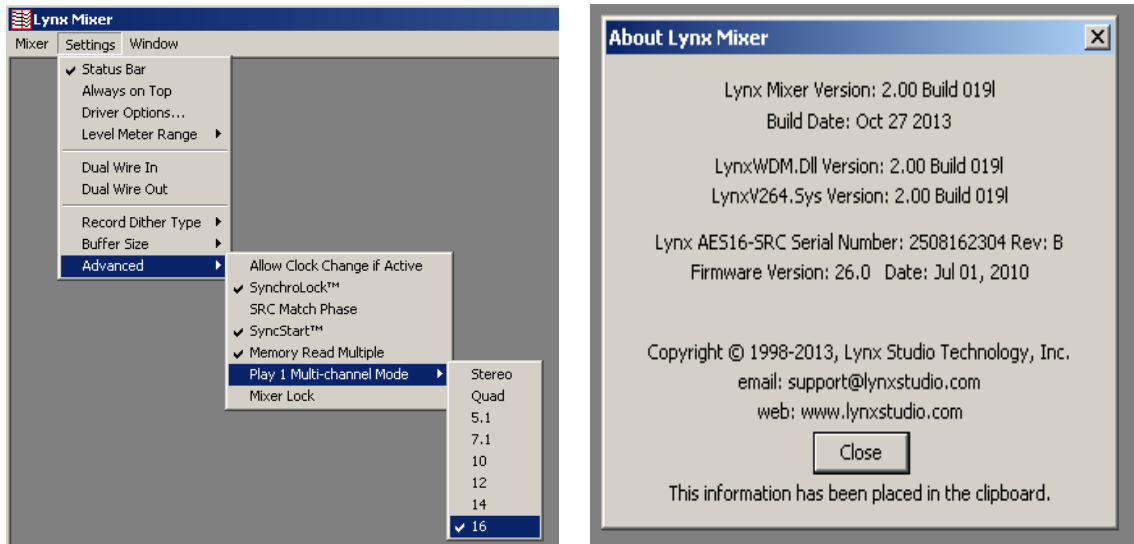 Lynx Mixer
Mixer Settings Window
Status Bar
Always on Top
Driver Options...
Level Meter Range
Dual Wire In
Dual Wire Out
Record Dither Type
Buffer Size
Advanced
Allow Clock Change if Active
SynchroLock™
SRC Match Phase
SyncStart™
Memory Read Multiple
Play 1 Multi-channel Mode
Mixer Lock
Stereo
Quad
5.1
7.1
10
12
14
16
About Lynx Mixer
Lynx Mixer Version: 2.00 Build 019l
Build Date: Oct 27 2013
LynxWDM.Dll Version: 2.00 Build 019l
LynxV264.Sys Version: 2.00 Build 019l
Lynx AES16-SRC Serial Number: 2508162304 Rev: B
Firmware Version: 26.0 Date: Jul 01, 2010
Copyright © 1998-2013, Lynx Studio Technology, Inc.
email: support@lynxstudio.com
web: www.lynxstudio.com
Close
This information has been placed in the clipboard.